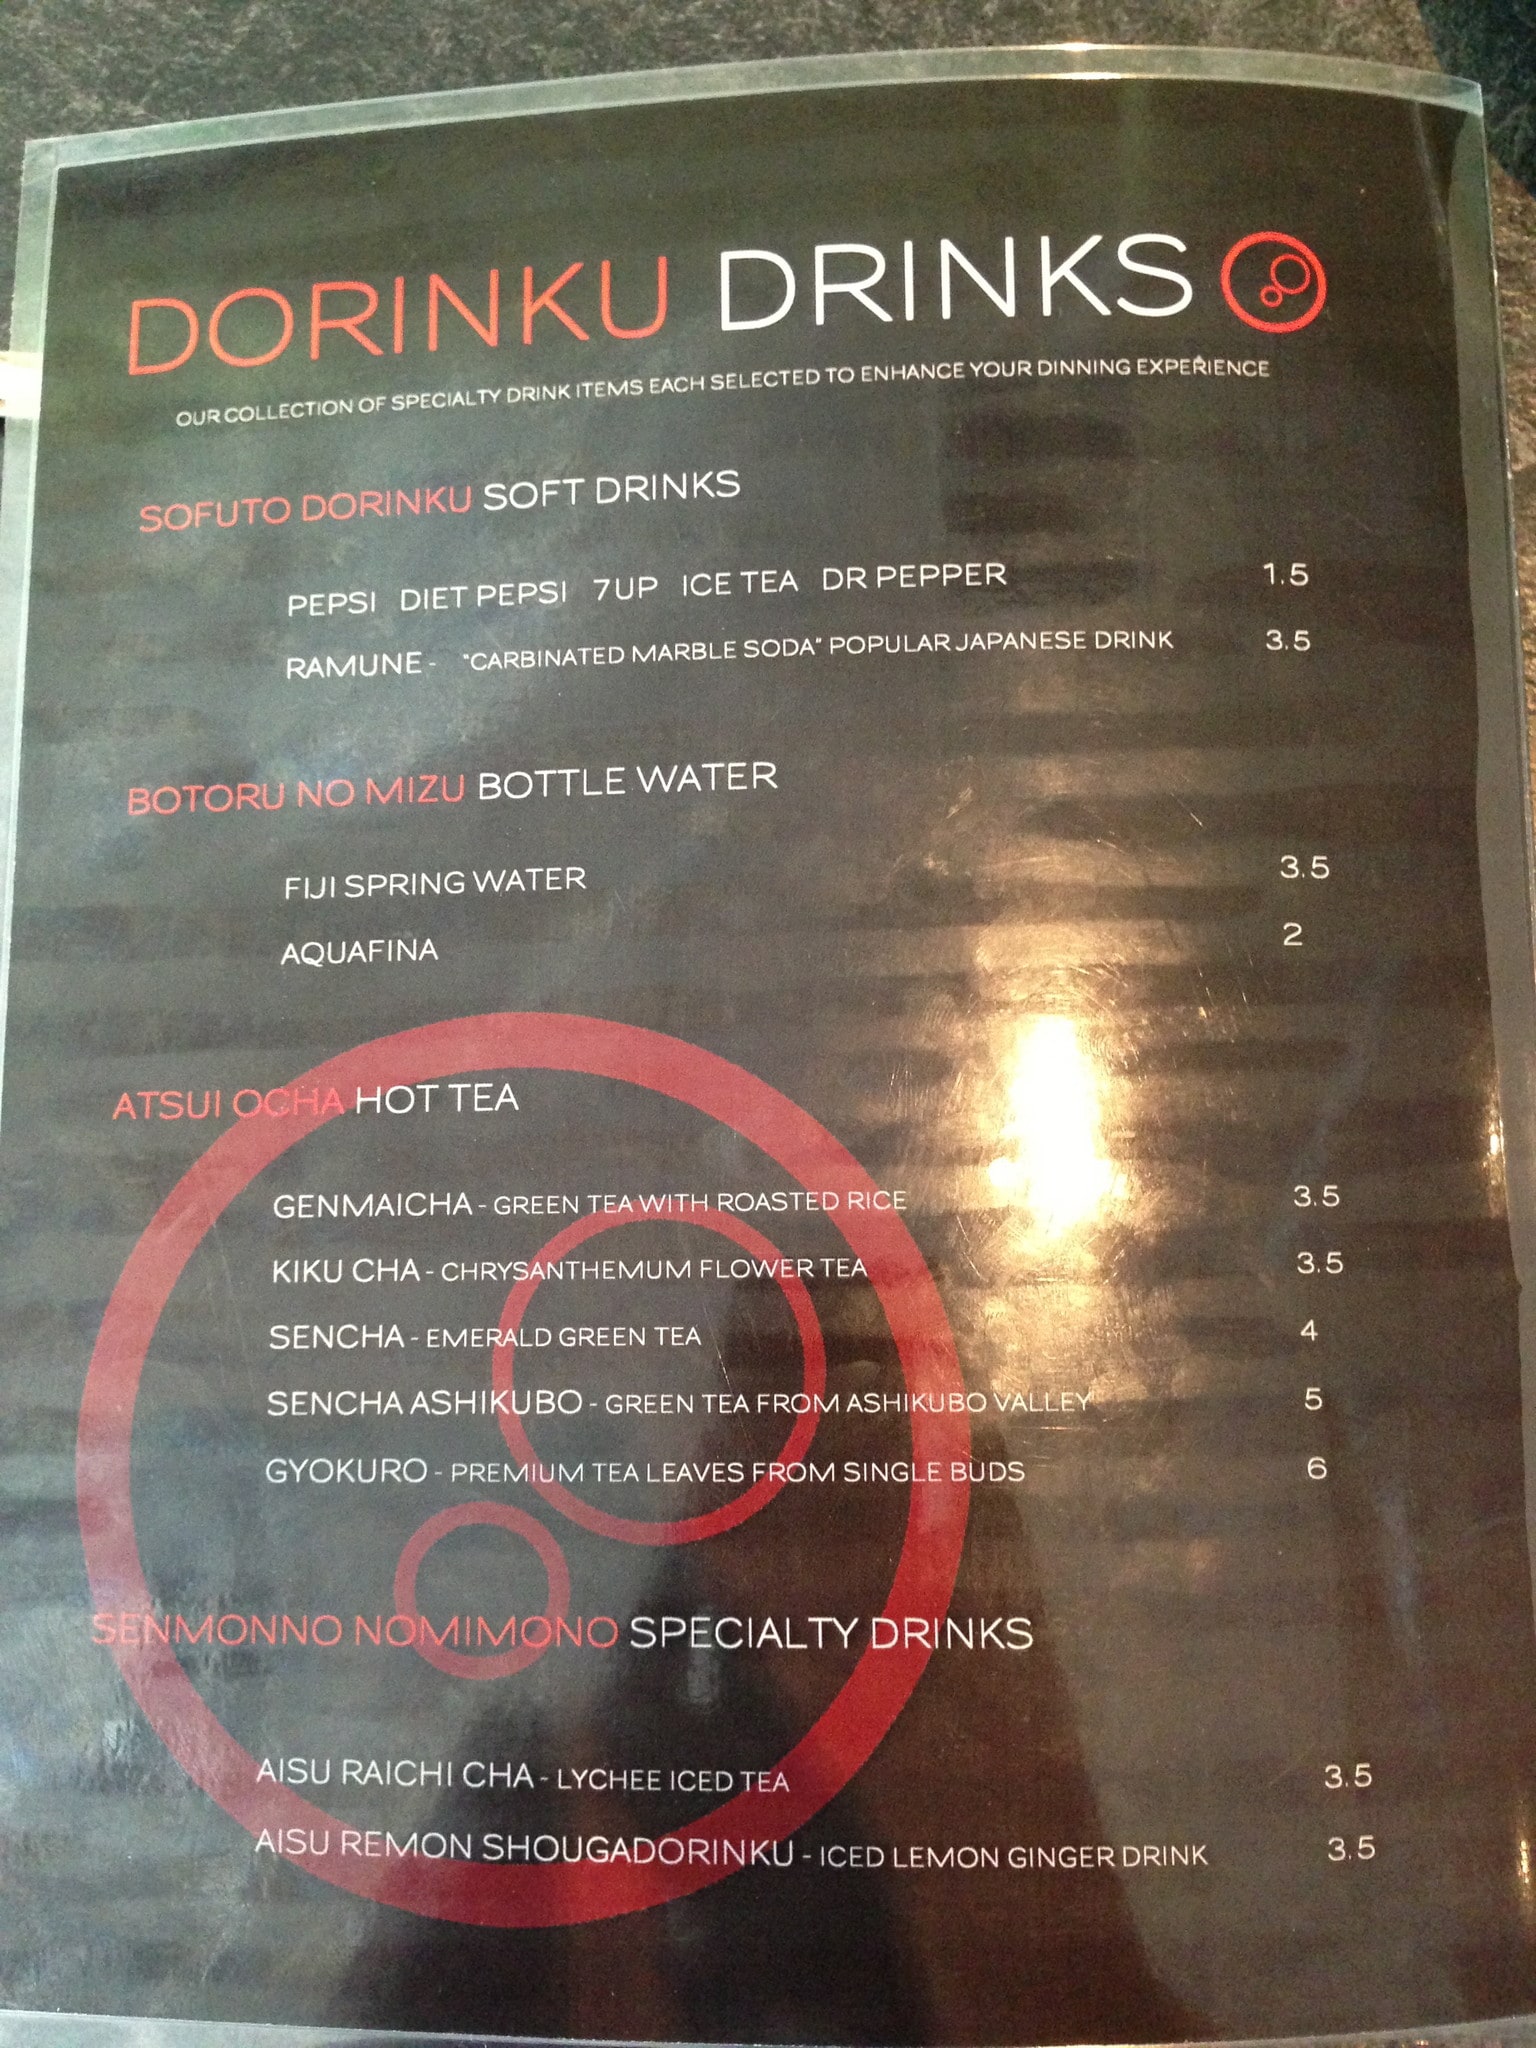 DORINKU DRINKS
OUR COLLECTION OF SPECIALTY DRINK ITEMS EACH SELECTED TO ENHANCE YOUR DINNING EXPERIENCE
SOFUTO DORINKU SOFT DRINKS
PEPSI DIET PEPSI 7UP ICE TEA DR PEPPER 1.5
RAMUNE - "CARBINATED MARBLE SODA" POPULAR JAPANESE DRINK 3.5
BOTORU NO MIZU BOTTLE WATER
FIJI SPRING WATER 3.5
AQUAFINA 2
ATSUI OCHA HOT TEA
GENMAICHA - GREEN TEA WITH ROASTED RICE 3.5
KIKU CHA - CHRYSANTHEMUM FLOWER TEA 3.5
SENCHA - EMERALD GREEN TEA 4
SENCHA ASHIKUBO - GREEN TEA FROM ASHIKUBO VALLEY 5
GYOKURO - PREMIUM TEA LEAVES FROM SINGLE BUDS 6
SENMONNO NOMIMONO SPECIALTY DRINKS
AISU RAICHI CHA - LYCHEE ICED TEA 3.5
AISU REMON SHOUGADORINKU - ICED LEMON GINGER DRINK 3.5